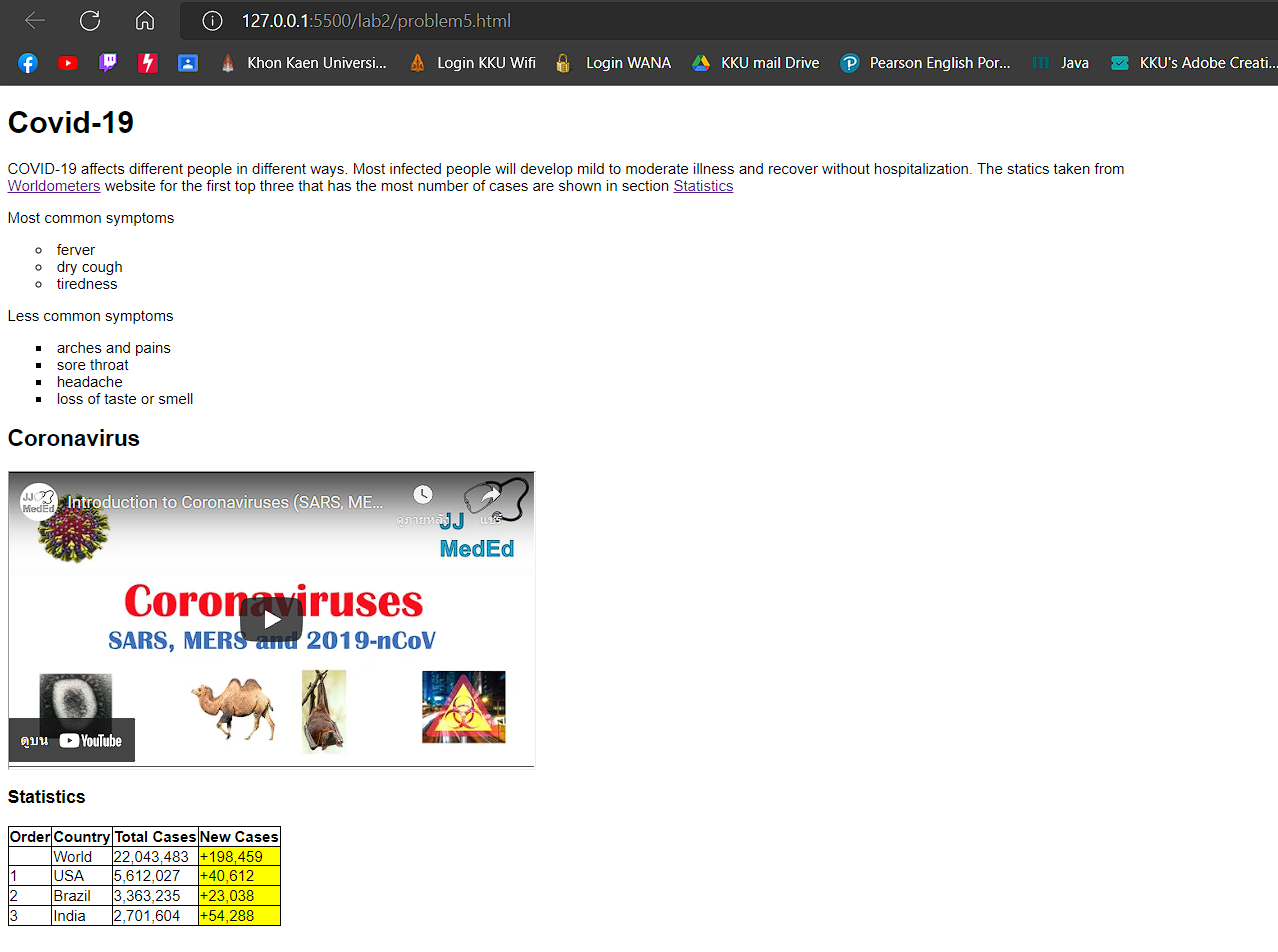 127.0.0.1:5500/lab2/problem5.html
Khon Kaen Universi... Login KKU Wifi Login WANA KKU mail Drive Pearson English Por... m Java KKU's Adobe Creati...
Covid-19
COVID-19 affects different people in different ways. Most infected people will develop mild to moderate illness and recover without hospitalization. The statics taken from
Worldometers website for the first top three that has the most number of cases are shown in section Statistics
Most common symptoms
ferver
dry cough
tiredness
Less common symptoms
arches and pains
sore throat
headache
loss of taste or smell
Coronavirus
JJ MedEd
Introduction to Coronaviruses (SARS, ME...
ดูภายหลัง แชร์
JJ
MedEd
Coronaviruses
SARS, MERS and 2019-nCoV
ดูบน YouTube
Statistics
Order Country Total Cases New Cases
World 22,043,483 +198,459
1 USA 5,612,027 +40,612
2 Brazil 3,363,235 +23,038
3 India 2,701,604 +54,288